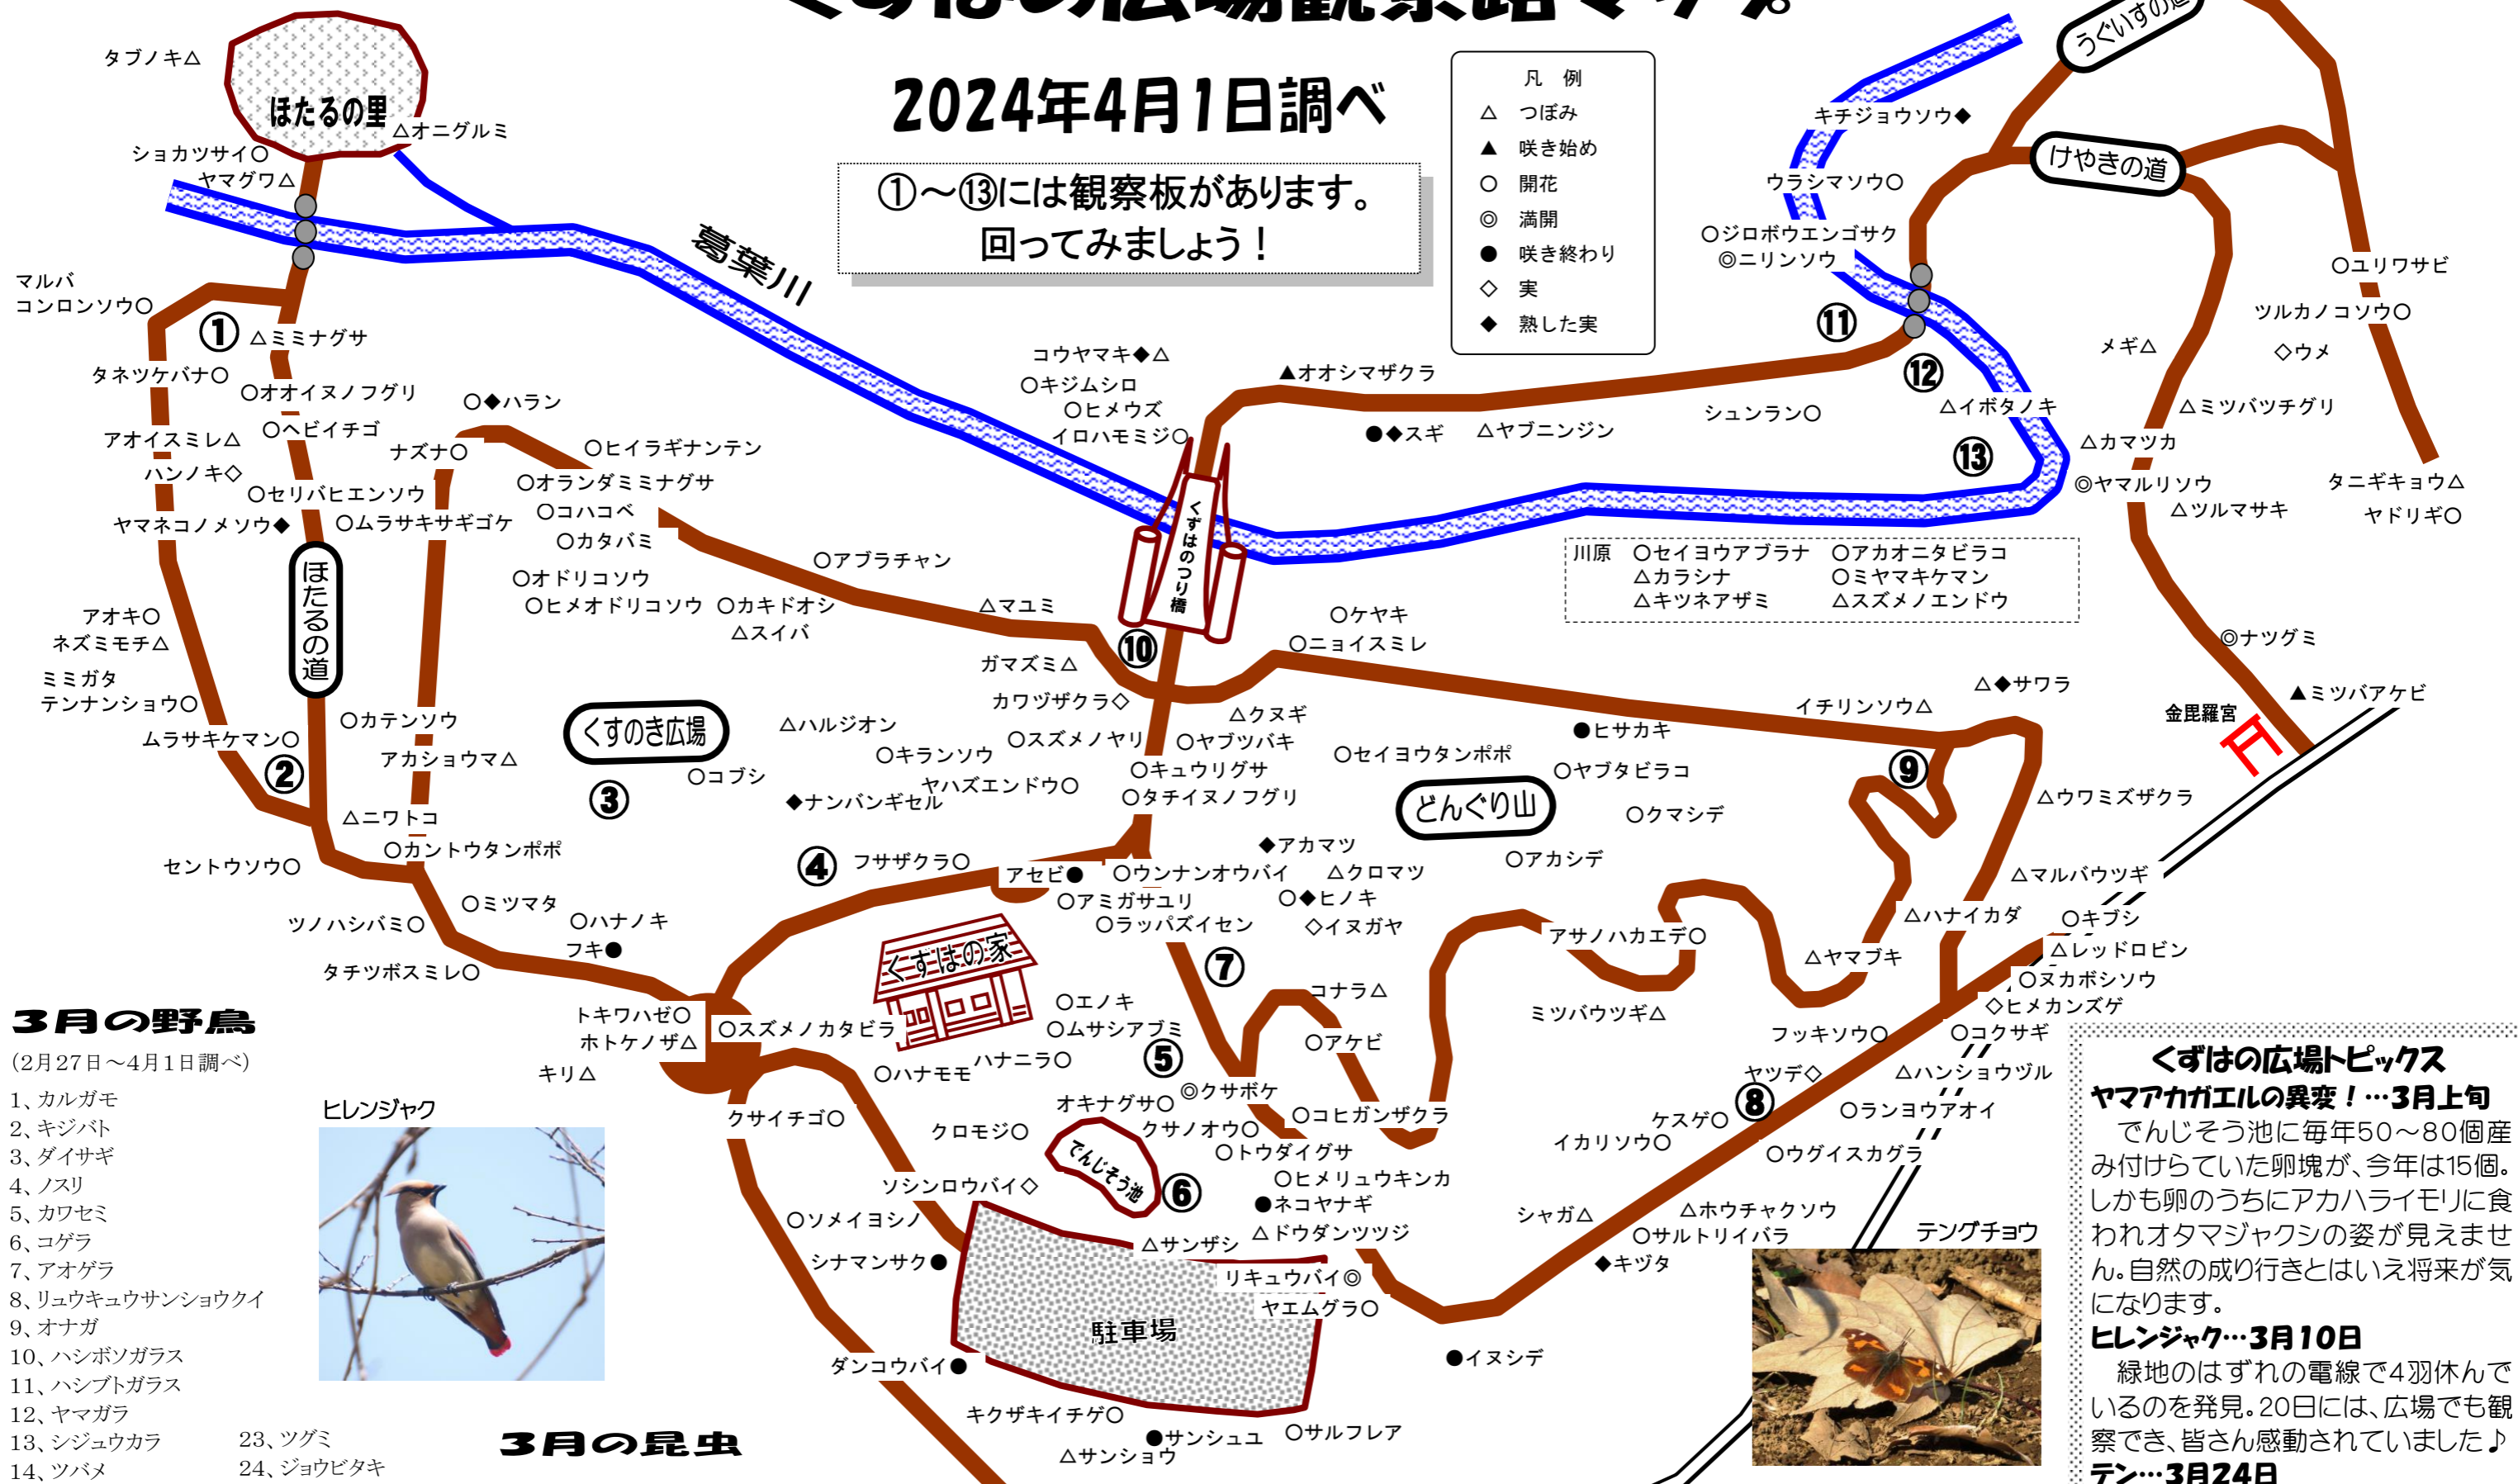 くずはの広場観察路マップ
2024年4月1日調べ
①～⑬には観察板があります。
回ってみましょう！
凡 例
△ つぼみ
▲ 咲き始め
○ 開花
◎ 満開
● 咲き終わり
◇ 実
◆ 熟した実
うぐいすの道
けやきの道
キチジョウソウ◆
ウラシマソウ○
○ジロボウエンゴサク
◎ニリンソウ
⑪
⑫
⑬
○ユリワサビ
ツルカノコソウ○
◇ウメ
メギ△
△ミツバツチグリ
△カマツカ
◎ヤマルリソウ
△ツルマサキ
タニギキョウ△
ヤドリギ○
△イボタノキ
シュンラン○
タブノキ△
ほたるの里
△オニグルミ
ショカツサイ○
ヤマグワ△
葛葉川
マルバ
コンロンソウ○
①
△ミミナグサ
タネツケバナ○
○オオイヌノフグリ
アオイスミレ△
○ヘビイチゴ
ハンノキ◇
○セリバヒエンソウ
ヤマネコノメソウ◆
○ムラサキサギゴケ
ナズナ○
○◆ハラン
○ヒイラギナンテン
○オランダミミナグサ
○コハコベ
○カタバミ
○オドリコソウ
○ヒメオドリコソウ
○カキドオシ
△スイバ
○アブラチャン
△マユミ
ガマズミ△
カワヅザクラ◇
コウヤマキ◆△
○キジムシロ
○ヒメウズ
イロハモミジ○
▲オオシマザクラ
●◆スギ
△ヤブニンジン
くずはのつり橋
⑩
○ケヤキ
○ニョイスミレ
川原 ○セイヨウアブラナ ○アカオニタビラコ
△カラシナ ○ミヤマキケマン
△キツネアザミ △スズメノエンドウ
◎ナツグミ
▲ミツバアケビ
金毘羅宮
アオキ○
ネズミモチ△
ミミガタ
テンナンショウ○
ムラサキケマン○
②
ほたるの道
○カテンソウ
アカショウマ△
△ニワトコ
○カントウタンポポ
セントウソウ○
くすのき広場
③
○コブシ
△ハルジオン
○キランソウ
○スズメノヤリ
ヤハズエンドウ○
◆ナンバンギセル
△クヌギ
○ヤブツバキ
○キュウリグサ
○タチイヌノフグリ
○セイヨウタンポポ
どんぐり山
●ヒサカキ
○ヤブタビラコ
○クマシデ
○アカシデ
イチリンソウ△
△◆サワラ
⑨
△ウワミズザクラ
④
フサザクラ○
アセビ●
○ウンナンオウバイ
◆アカマツ
△クロマツ
○アミガサユリ
○◆ヒノキ
○ラッパズイセン
◇イヌガヤ
⑦
△マルバウツギ
△ハナイカダ
○キブシ
△レッドロビン
○ヌカボシソウ
◇ヒメカンスゲ
○コクサギ
フッキソウ○
△ヤマブキ
アサノハカエデ○
ミツバウツギ△
ツノハシバミ○
○ミツマタ
○ハナノキ
フキ●
タチツボスミレ○
トキワハゼ○
ホトケノザ△
○スズメノカタビラ
キリ△
くずはの家
○エノキ
○ムサシアブミ
ハナニラ○
⑤
○ハナモモ
コナラ△
○アケビ
オキナグサ○
◎クサボケ
クサノオウ○
○コヒガンザクラ
○トウダイグサ
クサイチゴ○
クロモジ○
でんじそう池
⑥
○ヒメリュウキンカ
●ネコヤナギ
ソシンロウバイ◇
△サンザシ
△ドウダンツツジ
○ソメイヨシノ
シナマンサク●
リキュウバイ◎
ヤエムグラ○
駐車場
ダンコウバイ●
キクザキイチゲ○
●サンシュユ
△サンショウ
○サルフレア
●イヌシデ
ヤツデ◇
⑧
ケスゲ○
イカリソウ○
△ハンショウヅル
○ランヨウアオイ
○ウグイスカグラ
シャガ△
△ホウチャクソウ
○サルトリイバラ
◆キヅタ
テングチョウ
3月の野鳥
(2月27日～4月1日調べ)
1、カルガモ
2、キジバト
3、ダイサギ
4、ノスリ
5、カワセミ
6、コゲラ
7、アオゲラ
8、リュウキュウサンショウクイ
9、オナガ
10、ハシボソガラス
11、ハシブトガラス
12、ヤマガラ
13、シジュウカラ
14、ツバメ
23、ツグミ
24、ジョウビタキ
ヒレンジャク
3月の昆虫
くずはの広場トピックス
ヤマアカガエルの異変！…3月上旬
でんじそう池に毎年50～80個産
み付けらていた卵塊が、今年は15個。
しかも卵のうちにアカハライモリに食
われオタマジャクシの姿が見えませ
ん。自然の成り行きとはいえ将来が気
になります。
ヒレンジャク…3月10日
緑地のはずれの電線で4羽休んで
いるのを発見。20日には、広場でも観
察でき、皆さん感動されていました♪
テン…3月24日